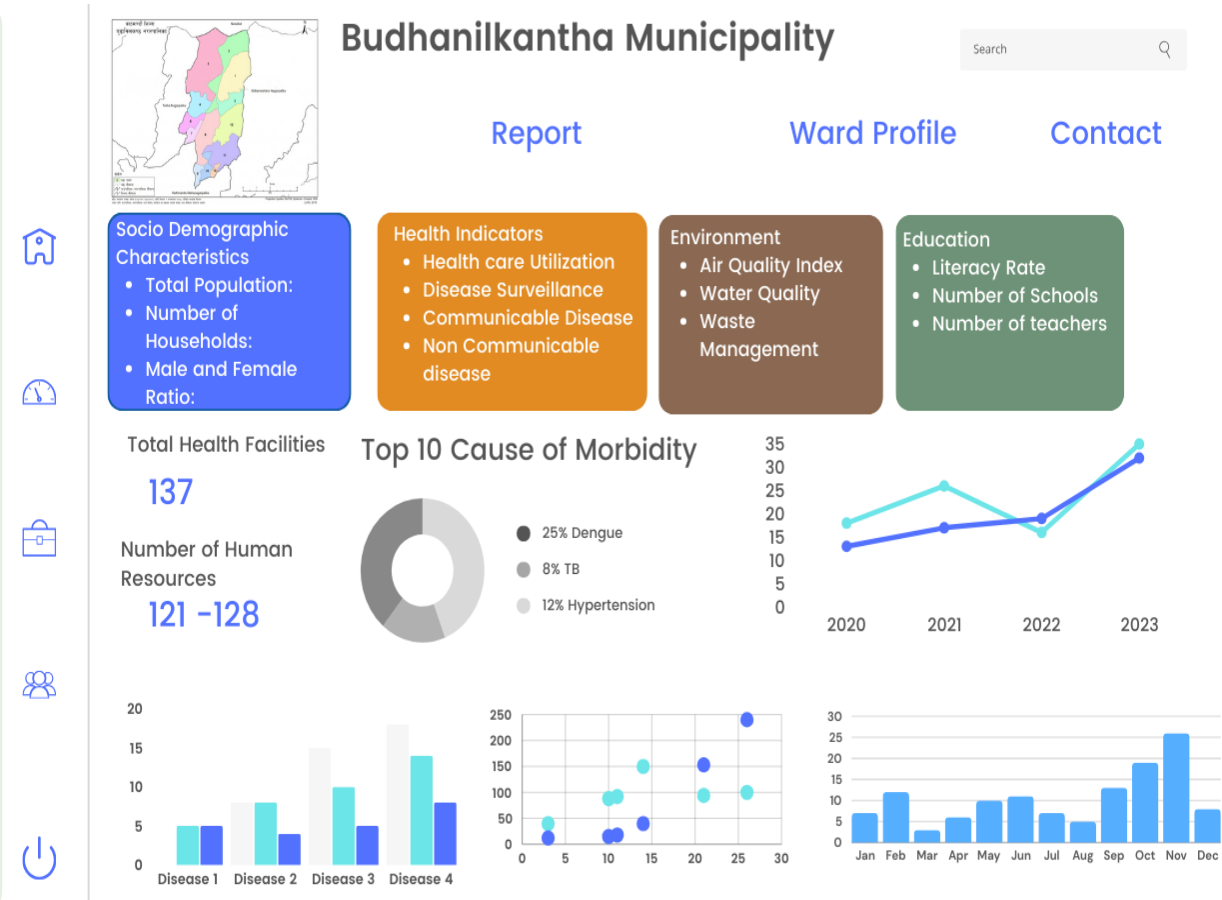 काठमाडौं जिल्ला
बुढानिलकण्ठ नगरपालिका
Budhanilkantha Municipality
Search
Report
Ward Profile
Contact
Socio Demographic
Characteristics
• Total Population:
• Number of
Households:
• Male and Female
Ratio:
Health Indicators
• Health care Utilization
• Disease Surveillance
• Communicable Disease
• Non Communicable
disease
Environment
• Air Quality Index
• Water Quality
• Waste
Management
Education
• Literacy Rate
• Number of Schools
• Number of teachers
Total Health Facilities
137
Number of Human
Resources
121 -128
Top 10 Cause of Morbidity
25% Dengue
8% TB
12% Hypertension
35
30
25
20
15
10
5
0
2020 2021 2022 2023
20
15
10
5
0
Disease 1 Disease 2 Disease 3 Disease 4
250
200
150
100
50
0
0 5 10 15 20 25 30
30
25
20
15
10
5
0
Jan Feb Mar Apr May Jun Jul Aug Sep Oct Nov Dec